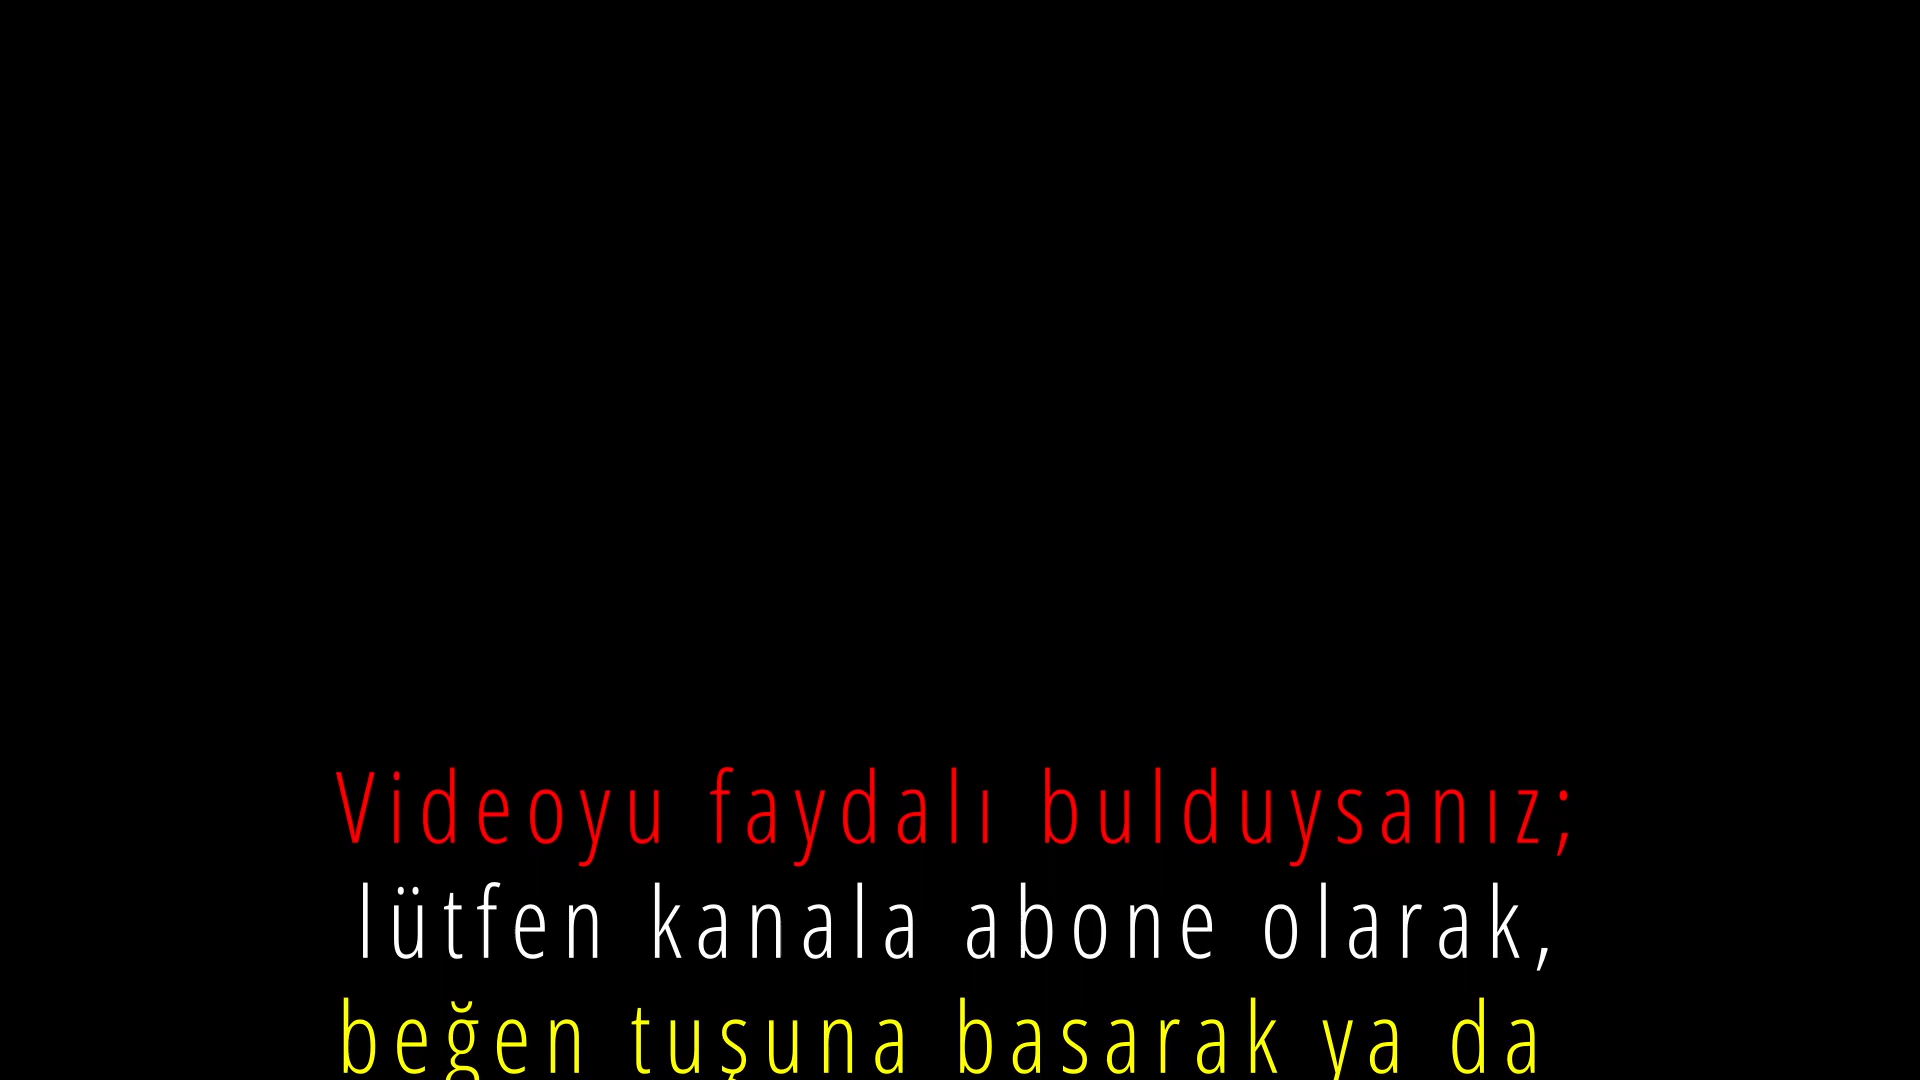 Videoyu faydalı bulduysanız;
lütfen kanala abone olarak,
beğen tuşuna basarak ya da